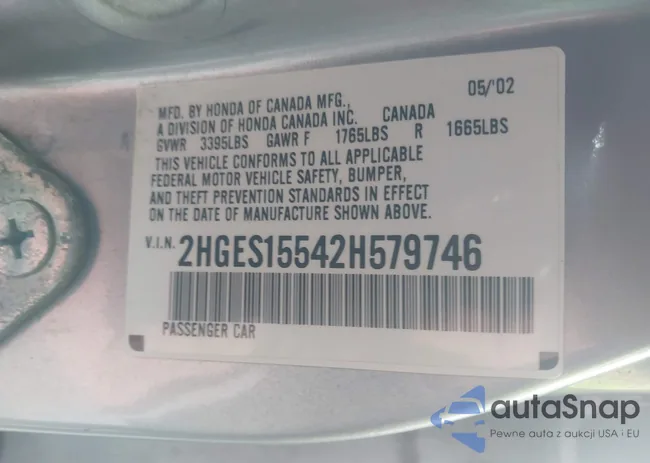 05/'02
MFD. BY HONDA OF CANADA MFG.,
A DIVISION OF HONDA CANADA INC. CANADA
GVWR 3395LBS GAWR F 1765LBS R 1665LBS
THIS VEHICLE CONFORMS TO ALL APPLICABLE
FEDERAL MOTOR VEHICLE SAFETY, BUMPER,
AND THEFT PREVENTION STANDARDS IN EFFECT
ON THE DATE OF MANUFACTURE SHOWN ABOVE.
V.I.N. 2HGES15542H579746
PASSENGER CAR
autaSnap
Pewne auta z aukcji USA i EU